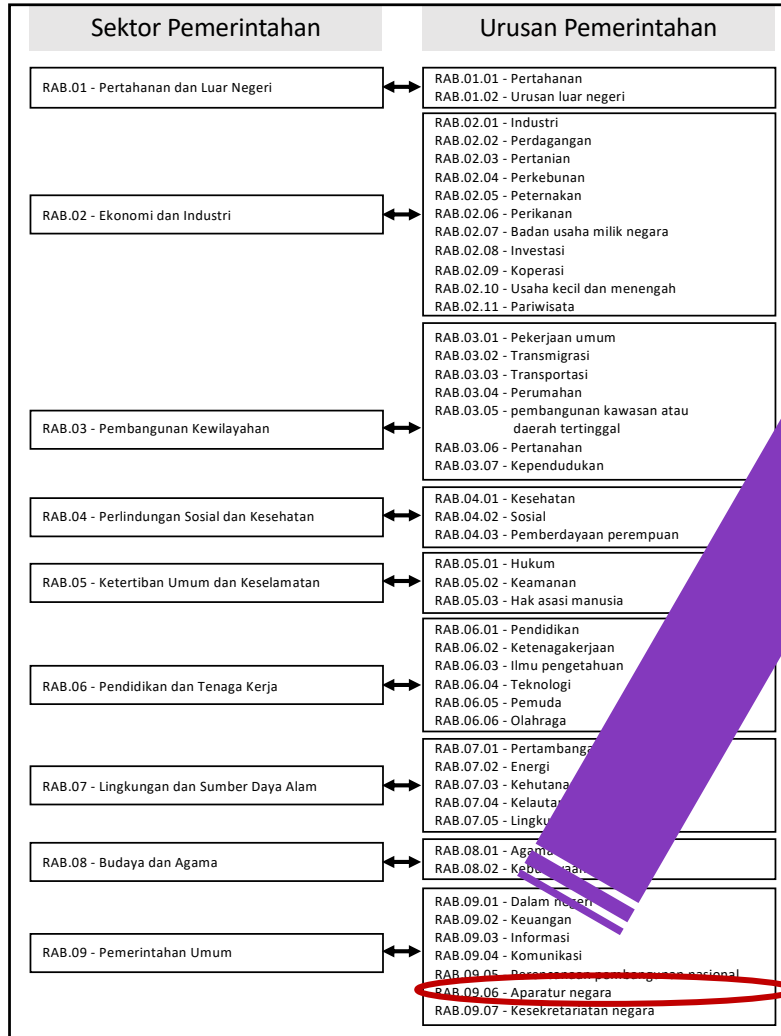 Sektor Pemerintahan
Urusan Pemerintahan
RAB.01 - Pertahanan dan Luar Negeri
RAB.01.01 - Pertahanan
RAB.01.02 - Urusan luar negeri
RAB.02 - Ekonomi dan Industri
RAB.02.01 - Industri
RAB.02.02 - Perdagangan
RAB.02.03 - Pertanian
RAB.02.04 - Perkebunan
RAB.02.05 - Peternakan
RAB.02.06 - Perikanan
RAB.02.07 - Badan usaha milik negara
RAB.02.08 - Investasi
RAB.02.09 - Koperasi
RAB.02.10 - Usaha kecil dan menengah
RAB.02.11 - Pariwisata
RAB.03 - Pembangunan Kewilayahan
RAB.03.01 - Pekerjaan umum
RAB.03.02 - Transmigrasi
RAB.03.03 - Transportasi
RAB.03.04 - Perumahan
RAB.03.05 - pembangunan kawasan atau
daerah tertinggal
RAB.03.06 - Pertanahan
RAB.03.07 - Kependudukan
RAB.04 - Perlindungan Sosial dan Kesehatan
RAB.04.01 - Kesehatan
RAB.04.02 - Sosial
RAB.04.03 - Pemberdayaan perempuan
RAB.05 - Ketertiban Umum dan Keselamatan
RAB.05.01 - Hukum
RAB.05.02 - Keamanan
RAB.05.03 - Hak asasi manusia
RAB.06 - Pendidikan dan Tenaga Kerja
RAB.06.01 - Pendidikan
RAB.06.02 - Ketenagakerjaan
RAB.06.03 - Ilmu pengetahuan
RAB.06.04 - Teknologi
RAB.06.05 - Pemuda
RAB.06.06 - Olahraga
RAB.07 - Lingkungan dan Sumber Daya Alam
RAB.07.01 -
RAB.07.02 - Energi
RAB.07.03 -
RAB.07.04 -
RAB.07.05 -
RAB.08 - Budaya dan Agama
RAB.08.01 - Agama
RAB.08.02 -
RAB.09 - Pemerintahan Umum
RAB.09.01 - Dalam negeri
RAB.09.02 - Keuangan
RAB.09.03 - Informasi
RAB.09.04 - Komunikasi
RAB.09.05 - Perencanaan pembangunan nasional
RAB.09.06 - Aparatur negara
RAB.09.07 - Kesekretariatan negara